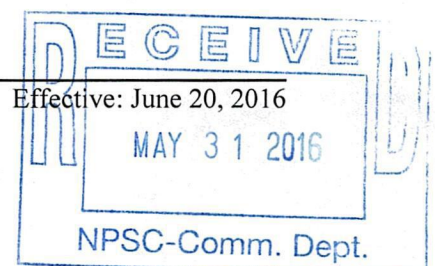 RECEIVED
Effective: June 20, 2016
MAY 31 2016
NPSC-Comm. Dept.